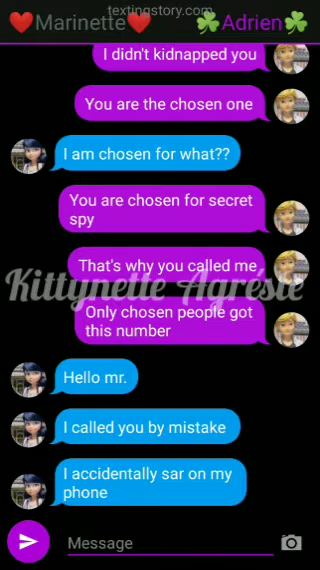 textingstory.com
❤️Marinette❤️ ☘️Adrien☘️
I didn't kidnapped you
You are the chosen one
I am chosen for what??
You are chosen for secret
spy
That's why you called me
Kittynette Agreste
Only chosen people got
this number
Hello mr.
I called you by mistake
I accidentally sar on my
phone
Message